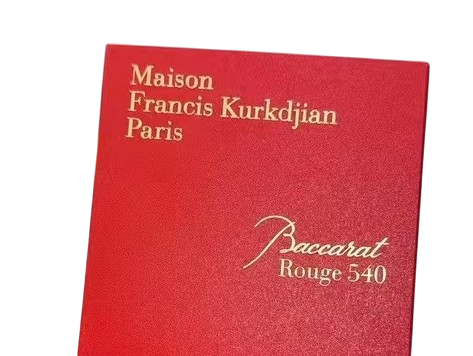 Maison
Francis Kurkdjian
Paris
Baccarat
Rouge 540